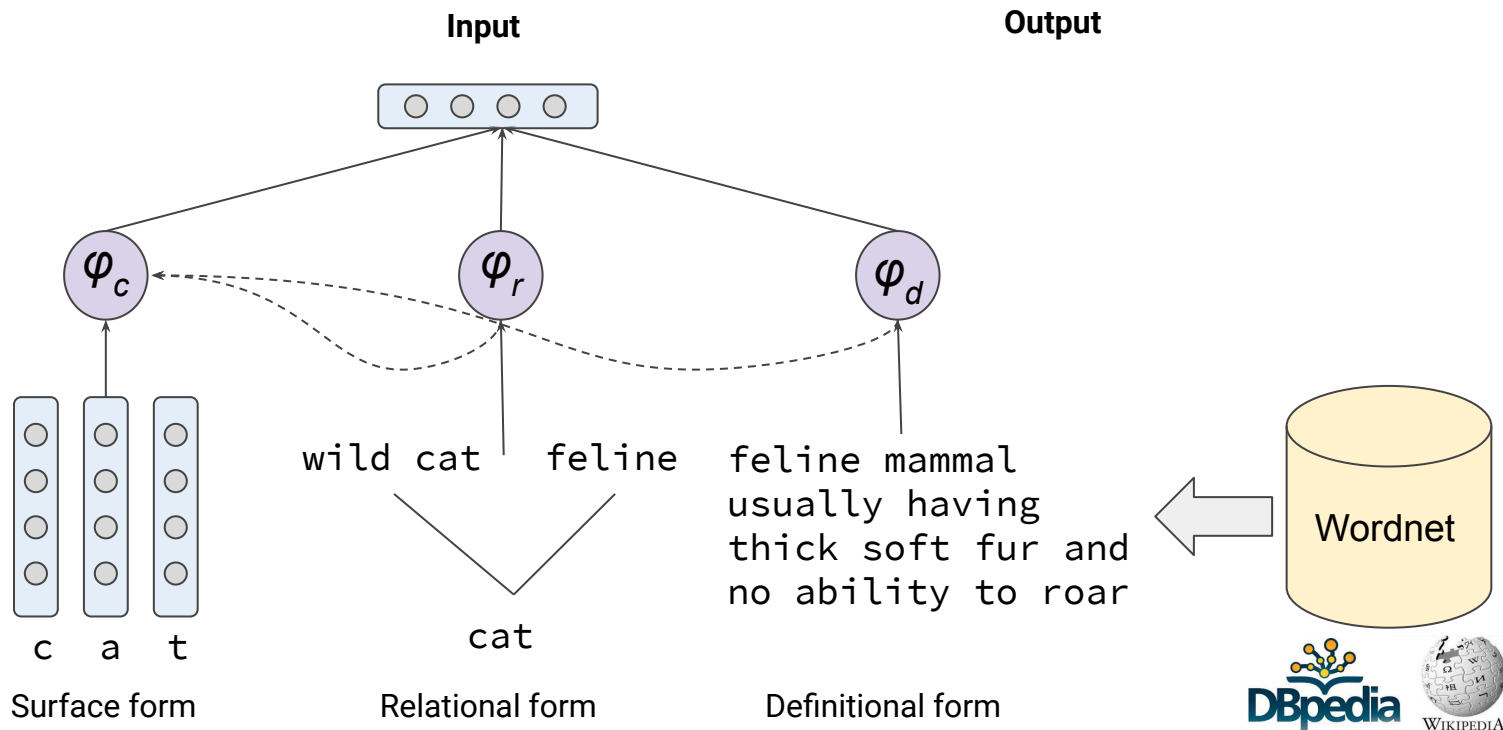 Input
Output
φc
φr
φd
wild cat
feline
feline mammal
usually having
thick soft fur and
no ability to roar
Wordnet
cat
c a t
Surface form
Relational form
Definitional form
DBpedia
WIKIPEDIA